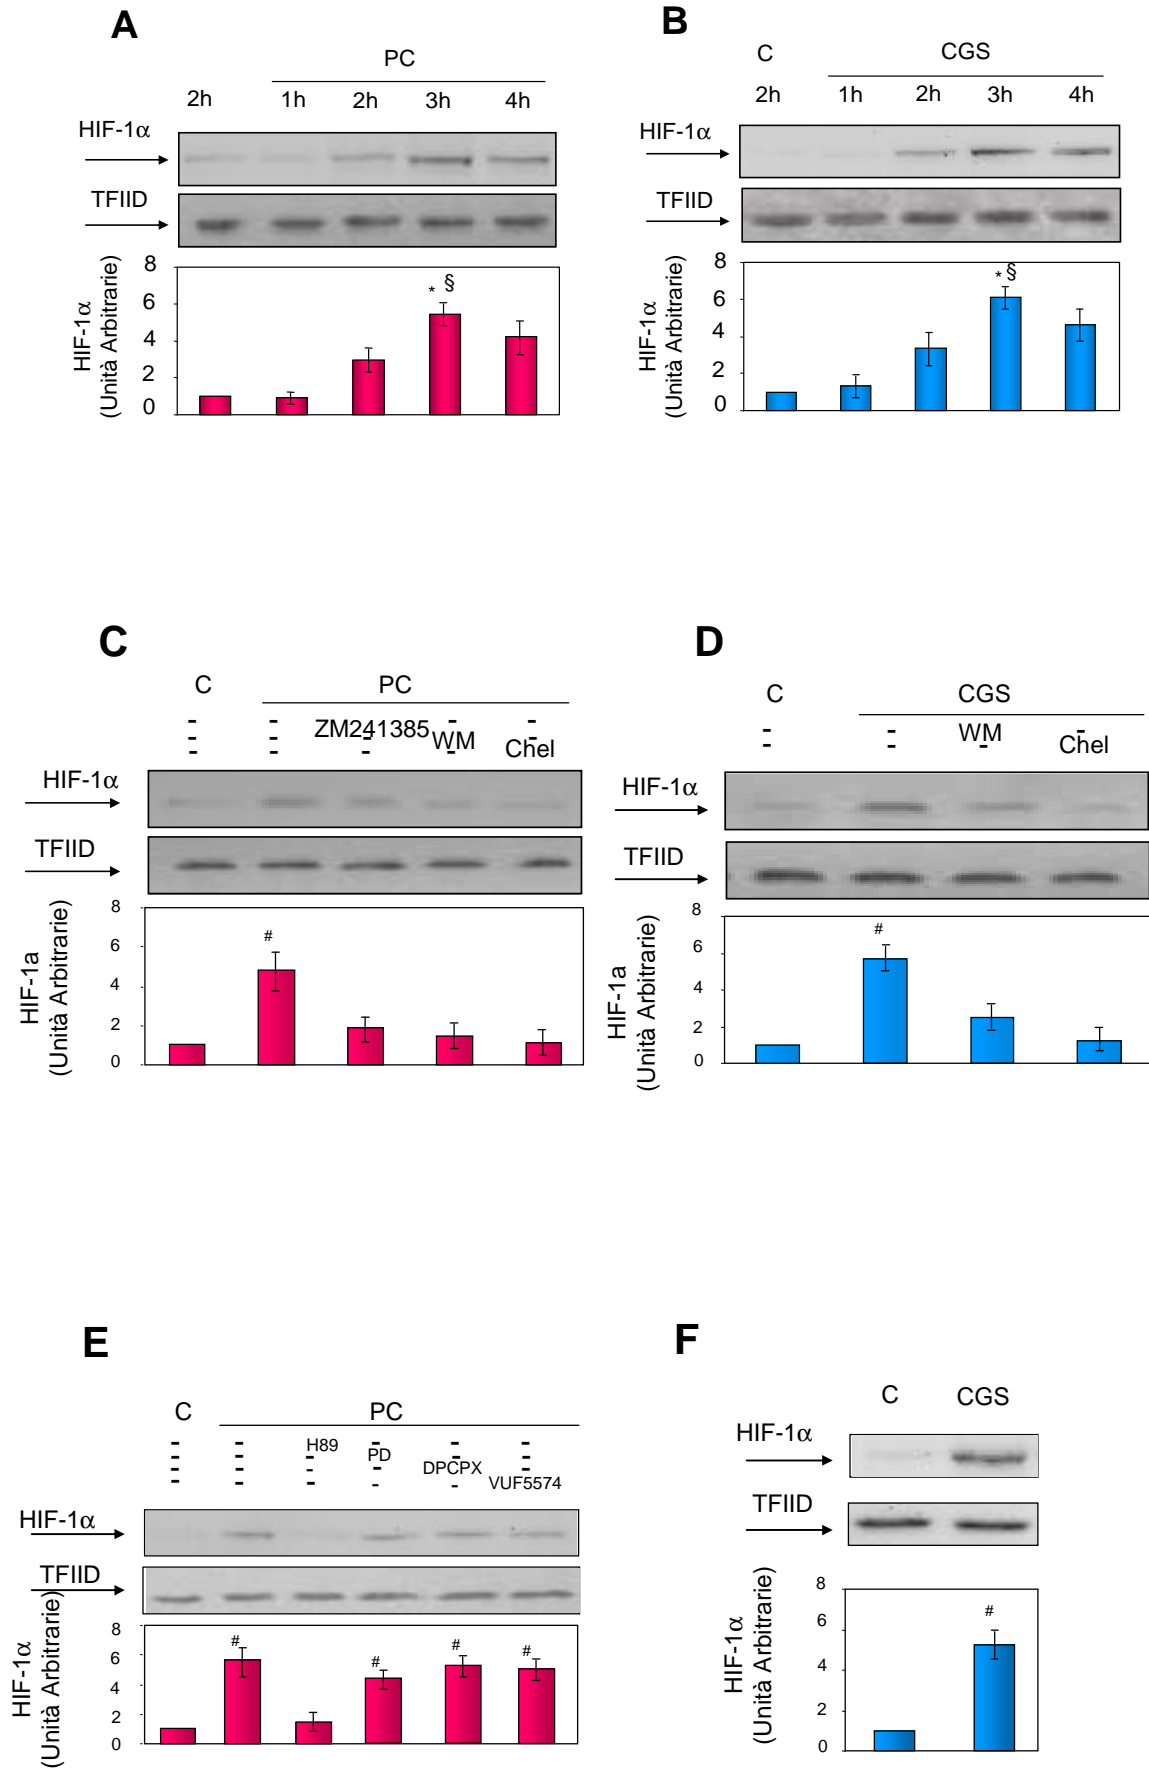 A
PC
2h 1h 2h 3h 4h
HIF-1α
TFIID
HIF-1α
(Unità Arbitrarie)
8
6
4
2
0
* §
B
C CGS
2h 1h 2h 3h 4h
HIF-1α
TFIID
HIF-1α
(Unità Arbitrarie)
8
6
4
2
0
* §
C
C PC
- - ZM241385 - -
- - - WM -
- - - - Chel
HIF-1α
TFIID
HIF-1a
(Unità Arbitrarie)
8
6
4
2
0
#
D
C CGS
- - WM -
- - - Chel
HIF-1α
TFIID
HIF-1a
(Unità Arbitrarie)
8
6
4
2
0
#
E
C PC
- - H89 - - -
- - - PD - -
- - - - DPCPX -
- - - - - VUF5574
HIF-1α
TFIID
HIF-1α
(Unità Arbitrarie)
8
6
4
2
0
# # # #
F
C CGS
HIF-1α
TFIID
HIF-1α
(Unità Arbitrarie)
8
6
4
2
0
#